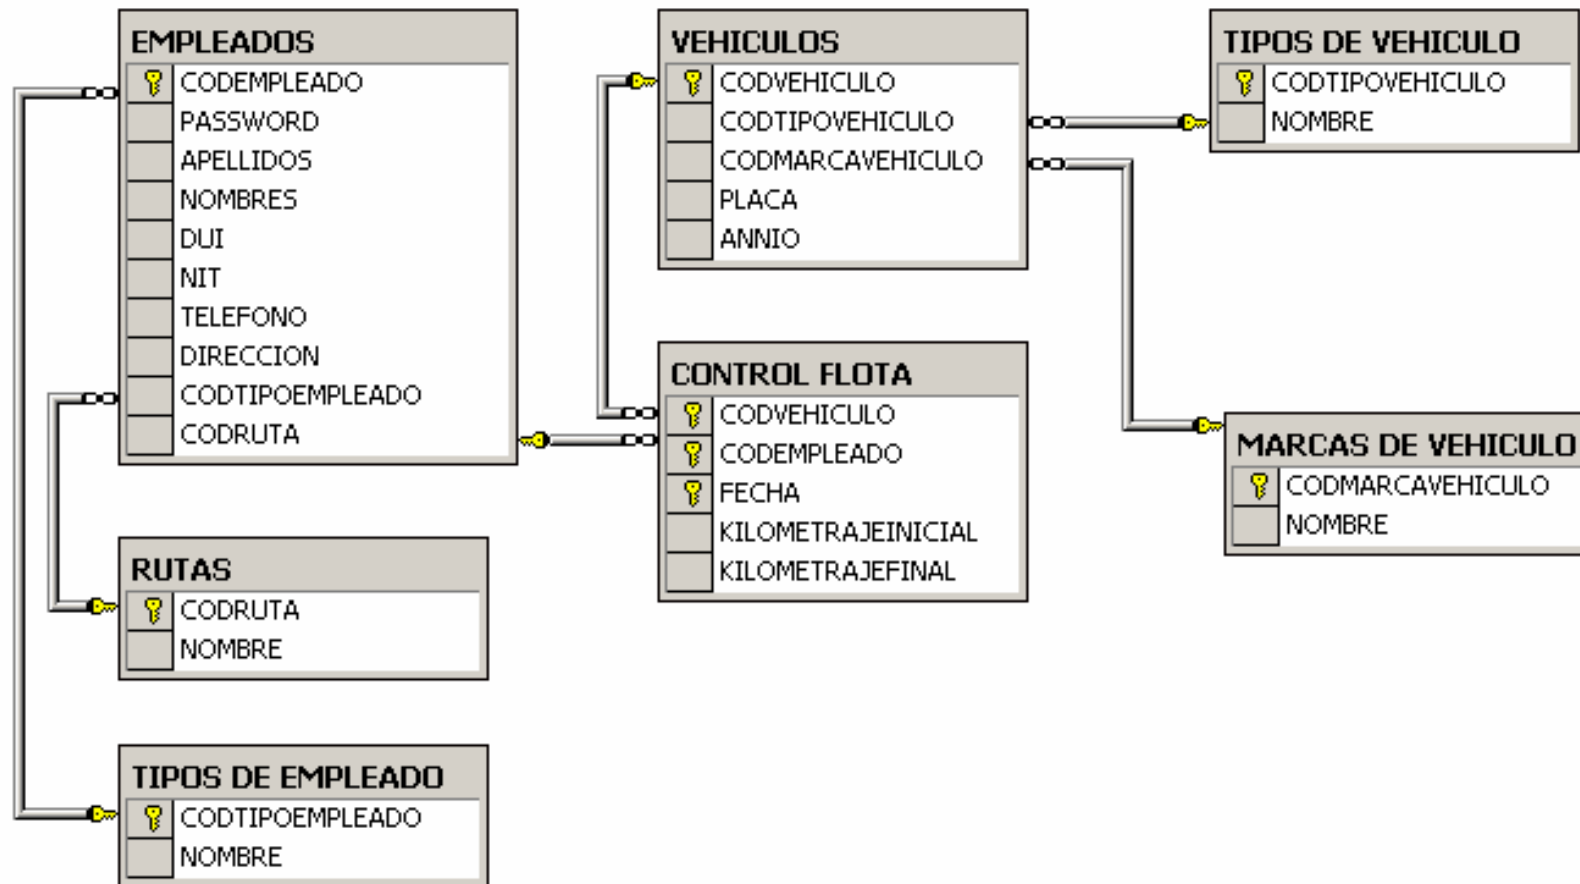 EMPLEADOS
CODEMPLEADO
PASSWORD
APELLIDOS
NOMBRES
DUI
NIT
TELEFONO
DIRECCION
CODTIPOEMPLEADO
CODRUTA
RUTAS
CODRUTA
NOMBRE
TIPOS DE EMPLEADO
CODTIPOEMPLEADO
NOMBRE
VEHICULOS
CODVEHICULO
CODTIPOVEHICULO
CODMARCAVEHICULO
PLACA
ANNIO
CONTROL FLOTA
CODVEHICULO
CODEMPLEADO
FECHA
KILOMETRAJEINICIAL
KILOMETRAJEFINAL
TIPOS DE VEHICULO
CODTIPOVEHICULO
NOMBRE
MARCAS DE VEHICULO
CODMARCAVEHICULO
NOMBRE